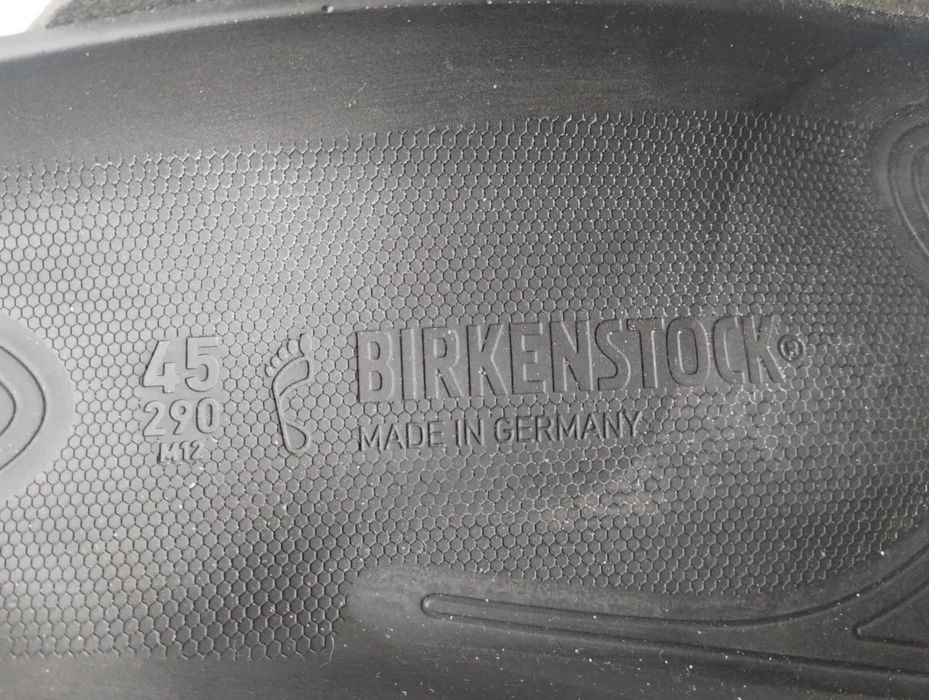 45
290
M12
BIRKENSTOCK®
MADE IN GERMANY